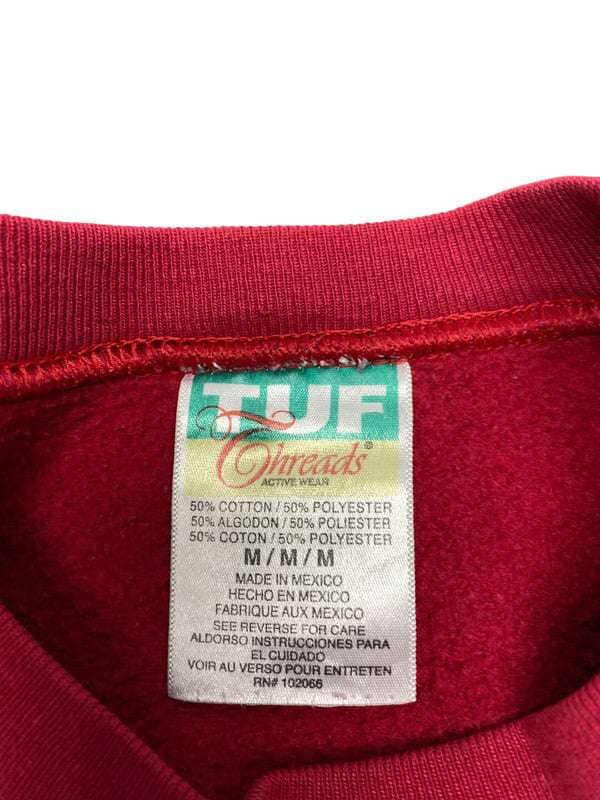 TUF
Threads®
ACTIVE WEAR
50% COTTON / 50% POLYESTER
50% ALGODON / 50% POLIESTER
50% COTON / 50% POLYESTER
M / M / M
MADE IN MEXICO
HECHO EN MEXICO
FABRIQUE AUX MEXICO
SEE REVERSE FOR CARE
ALDORSO INSTRUCCIONES PARA
EL CUIDADO
VOIR AU VERSO POUR ENTRETEN
RN# 102066